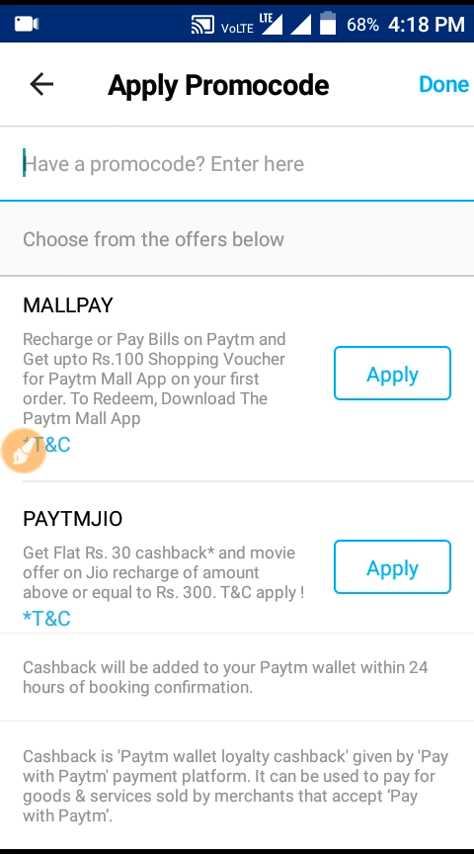 VoLTE LTE 68% 4:18 PM
Apply Promocode Done
Have a promocode? Enter here
Choose from the offers below
MALLPAY
Recharge or Pay Bills on Paytm and
Get upto Rs.100 Shopping Voucher
for Paytm Mall App on your first
order. To Redeem, Download The
Paytm Mall App
Apply
*T&C
PAYTMJIO
Get Flat Rs. 30 cashback* and movie
offer on Jio recharge of amount
above or equal to Rs. 300. T&C apply !
Apply
*T&C
Cashback will be added to your Paytm wallet within 24
hours of booking confirmation.
Cashback is 'Paytm wallet loyalty cashback' given by 'Pay
with Paytm' payment platform. It can be used to pay for
goods & services sold by merchants that accept ‘Pay
with Paytm’.